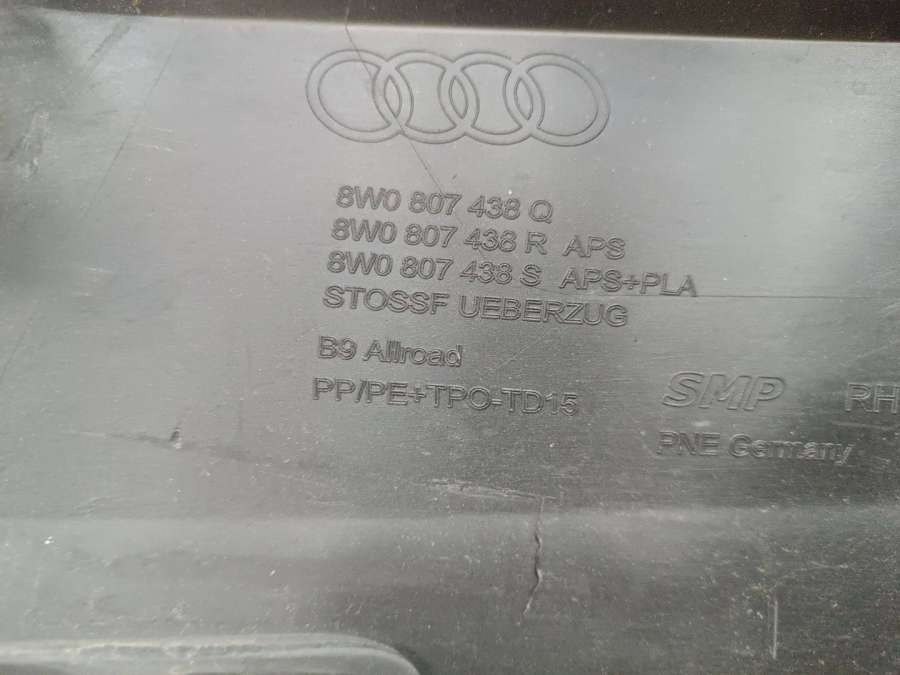 8W0 807 438 Q
8W0 807 438 R APS
8W0 807 438 S APS+PLA
STOSSF UEBERZUG
B9 Allroad
PP/PE+TPO-TD15
SMP RH
PNE Germany